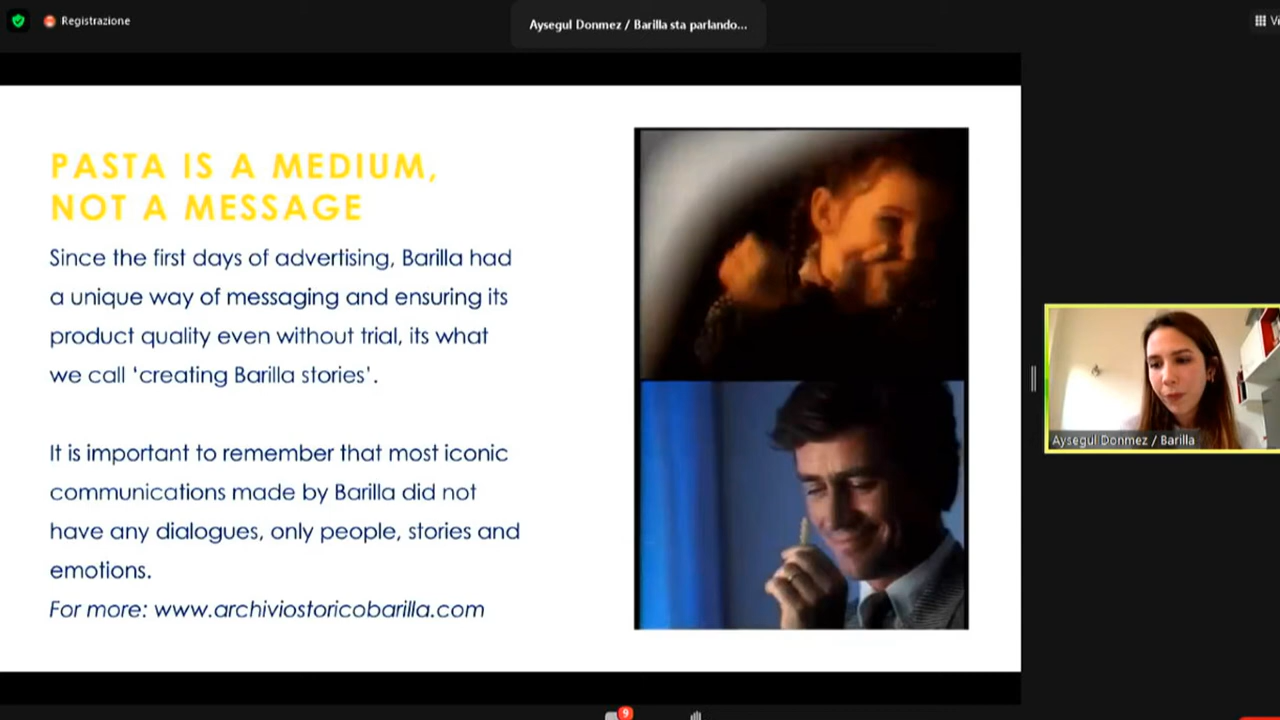 Registrazione
Aysegul Donmez / Barilla sta parlando...
PASTA IS A MEDIUM,
NOT A MESSAGE
Since the first days of advertising, Barilla had
a unique way of messaging and ensuring its
product quality even without trial, its what
we call ‘creating Barilla stories’.
It is important to remember that most iconic
communications made by Barilla did not
have any dialogues, only people, stories and
emotions.
For more: www.archiviostoricobarilla.com
Aysegul Donmez / Barilla
9